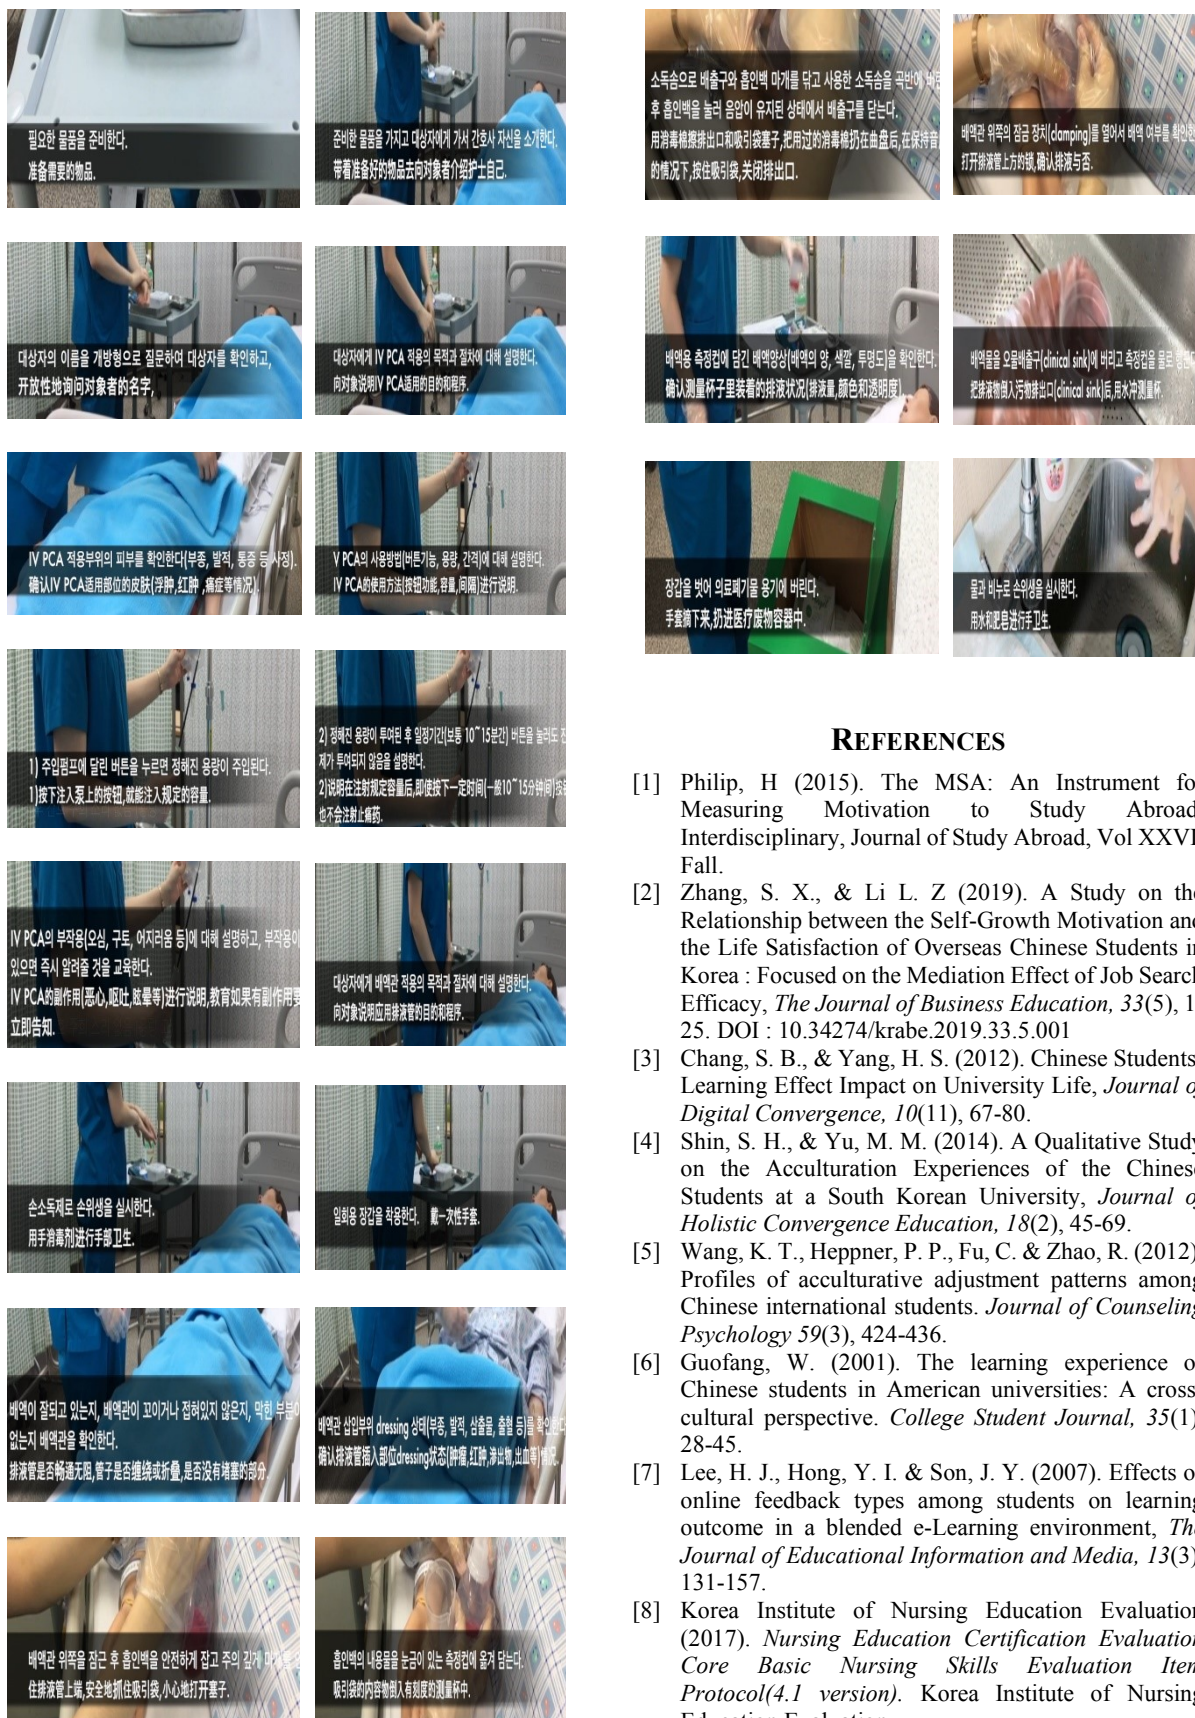 필요한 물품을 준비한다.
准备需要的物品.
준비한 물품을 가지고 대상자에게 가서 간호사 자신을 소개한다.
带着准备好的物品去向对象者介绍护士自己.
대상자의 이름을 개방형으로 질문하여 대상자를 확인하고,
开放性地询问对象者的名字,
대상자에게 IV PCA 적용의 목적과 절차에 대해 설명한다.
向对象说明IV PCA适用的目的和程序.
IV PCA 적용부위의 피부를 확인한다(부종, 발적, 통증 등 사정).
确认IV PCA适用部位的皮肤(浮肿,红肿 ,痛症等情况).
V PCA의 사용방법(버튼기능, 용량, 간격)에 대해 설명한다.
IV PCA的使用方法(按钮功能,容量,间隔)进行说明.
1) 주입펌프에 달린 버튼을 누르면 정해진 용량이 주입된다.
1)按下注入泵上的按钮,就能注入规定的容量.
2) 정해진 용량이 투여된 후 일정기간(보통 10~15분간) 버튼을 눌러도 진
제가 투여되지 않음을 설명한다.
2)说明在注射规定容量后,即使按下一定时间(一般10~15分钟间)按
也不会注射止痛药.
IV PCA의 부작용(오심, 구토, 어지러움 등)에 대해 설명하고, 부작용이
있으면 즉시 알려줄 것을 교육한다.
IV PCA的副作用(恶心,呕吐,眩晕等)进行说明,教育如果有副作用要
立即告知.
대상자에게 배액관 적용의 목적과 절차에 대해 설명한다.
向对象说明应用排液管的目的和程序.
손소독제로 손위생을 실시한다.
用手消毒剂进行手部卫生.
일회용 장갑을 착용한다. 戴一次性手套.
배액이 잘되고 있는지, 배액관이 꼬이거나 접혀있지 않은지, 막힌 부분이
없는지 배액관을 확인한다.
排液管是否畅通无阻,管子是否缠绕或折叠,是否没有堵塞的部分.
배액관 삽입부위 dressing 상태(부종, 발적, 삼출물, 출혈 등)를 확인한다
确认排液管插入部位dressing状态(肿瘤,红肿,渗出物,出血等)情况.
배액관 위쪽을 잠근 후 흡인백을 안전하게 잡고 주의 깊게
住排液管上端,安全地抓住吸引袋,小心地打开塞子.
흡인백의 내용물을 눈금이 있는 측정컵에 옮겨 담는다.
吸引袋的内容物倒入有刻度的测量杯中.
소독솜으로 배출구와 흡인백 마개를 닦고 사용한 소독솜을 곡반에 버린
후 흡인백을 눌러 음압이 유지된 상태에서 배출구를 닫는다.
用消毒棉擦排出口和吸引袋塞子,把用过的消毒棉扔在曲盘后,在保持音
的情况下,按住吸引袋,关闭排出口.
배액관 위쪽의 잠금 장치(clamping)를 열어서 배액 여부를 확인한
打开排液管上方的锁,确认排液与否.
배액용 측정컵에 담긴 배액양상(배액의 양, 색깔, 투명도)을 확인한다.
确认测量杯子里装着的排液状况(排液量,颜色和透明度).
배액물을 오물배출구(clinical sink)에 버리고 측정컵을 물로
把排液物倒入污物排出口(clinical sink)后,用水冲测量杯.
장갑을 벗어 의료폐기물 용기에 버린다.
手套摘下来,扔进医疗废物容器中.
물과 비누로 손위생을 실시한다.
用水和肥皂进行手卫生.
REFERENCES
[1] Philip, H (2015). The MSA: An Instrument fo
Measuring Motivation to Study Abroad
Interdisciplinary, Journal of Study Abroad, Vol XXVI
Fall.
[2] Zhang, S. X., & Li L. Z (2019). A Study on the
Relationship between the Self-Growth Motivation and
the Life Satisfaction of Overseas Chinese Students in
Korea : Focused on the Mediation Effect of Job Search
Efficacy, The Journal of Business Education, 33(5), 1
25. DOI : 10.34274/krabe.2019.33.5.001
[3] Chang, S. B., & Yang, H. S. (2012). Chinese Students
Learning Effect Impact on University Life, Journal of
Digital Convergence, 10(11), 67-80.
[4] Shin, S. H., & Yu, M. M. (2014). A Qualitative Study
on the Acculturation Experiences of the Chinese
Students at a South Korean University, Journal of
Holistic Convergence Education, 18(2), 45-69.
[5] Wang, K. T., Heppner, P. P., Fu, C. & Zhao, R. (2012)
Profiles of acculturative adjustment patterns among
Chinese international students. Journal of Counseling
Psychology 59(3), 424-436.
[6] Guofang, W. (2001). The learning experience o
Chinese students in American universities: A cross
cultural perspective. College Student Journal, 35(1)
28-45.
[7] Lee, H. J., Hong, Y. I. & Son, J. Y. (2007). Effects o
online feedback types among students on learning
outcome in a blended e-Learning environment, The
Journal of Educational Information and Media, 13(3)
131-157.
[8] Korea Institute of Nursing Education Evaluation
(2017). Nursing Education Certification Evaluation
Core Basic Nursing Skills Evaluation Item
Protocol(4.1 version). Korea Institute of Nursing